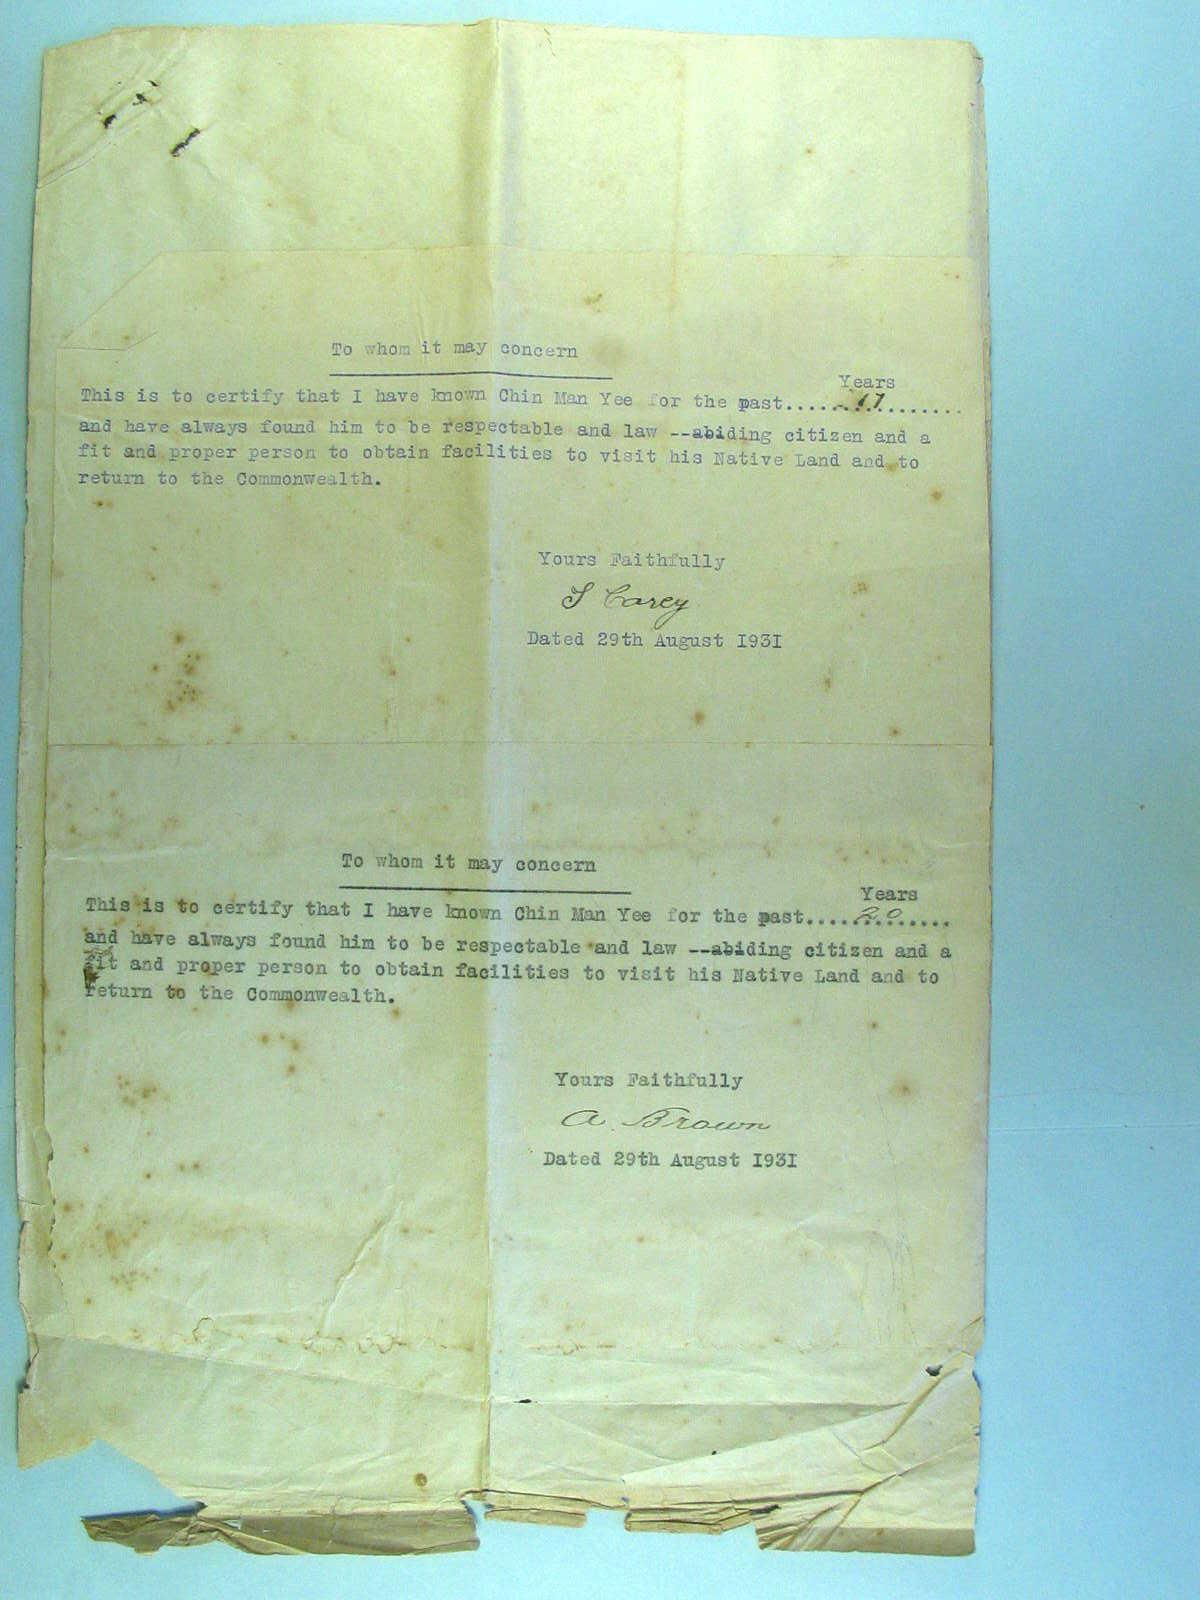 To whom it may concern
Years
This is to certify that I have known Chin Man Yee for the past......17...............
and have always found him to be respectable and law --abiding citizen and a
fit and proper person to obtain facilities to visit his Native Land and to
return to the Commonwealth.
Yours Faithfully
S Carey
Dated 29th August I93I
To whom it may concern
Years
This is to certify that I have known Chin Man Yee for the past......20.........
and have always found him to be respectable and law --abiding citizen and a
fit and proper person to obtain facilities to visit his Native Land and to
return to the Commonwealth.
Yours Faithfully
A. Brown
Dated 29th August I93I